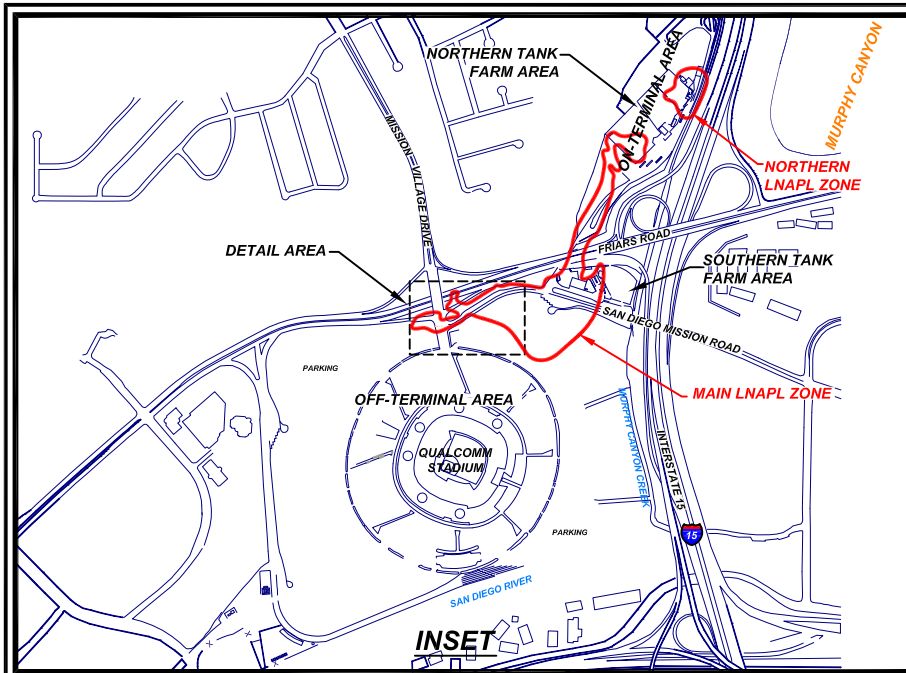 NORTHERN TANK
FARM AREA
ON-TERMINAL AREA
MURPHY CANYON
MISSION VILLAGE DRIVE
NORTHERN
LNAPL ZONE
FRIARS ROAD
DETAIL AREA
SOUTHERN TANK
FARM AREA
SAN DIEGO MISSION ROAD
PARKING
MAIN LNAPL ZONE
OFF-TERMINAL AREA
MURPHY CANYON CREEK
INTERSTATE 15
QUALCOMM
STADIUM
PARKING
15
SAN DIEGO RIVER
INSET